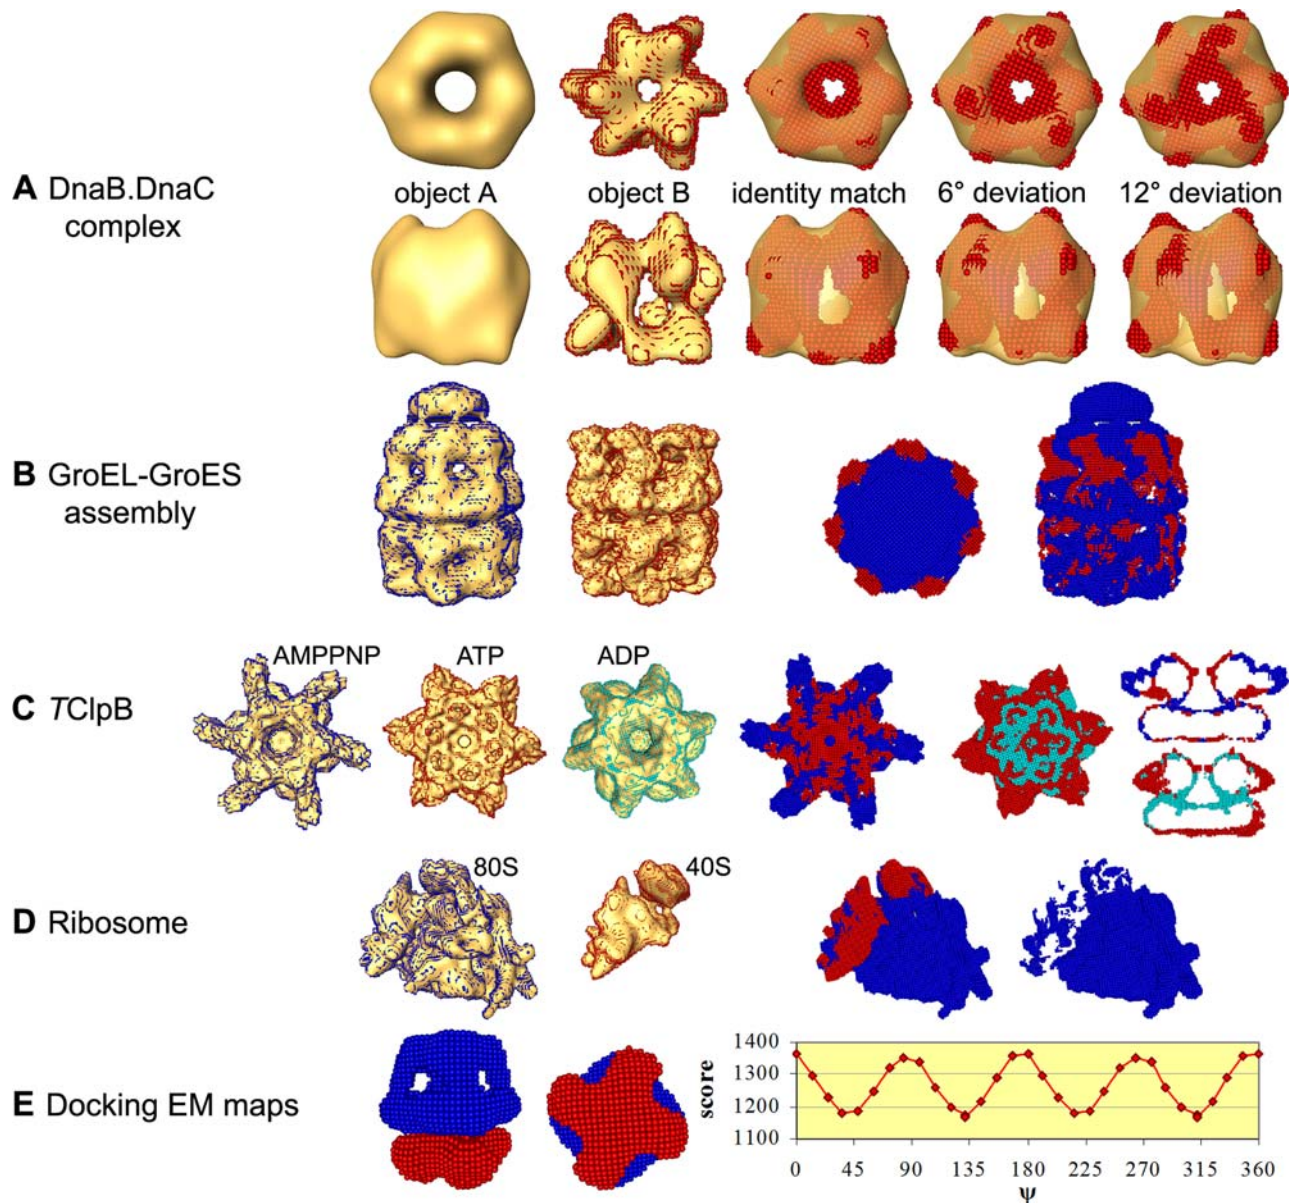 A DnaB.DnaC
complex
object A
object B
identity match
6° deviation
12° deviation
B GroEL-GroES
assembly
C TClpB
AMPPNP
ATP
ADP
D Ribosome
80S
40S
E Docking EM maps
score
1400
1300
1200
1100
0 45 90 135 180 225 270 315 360
ψ